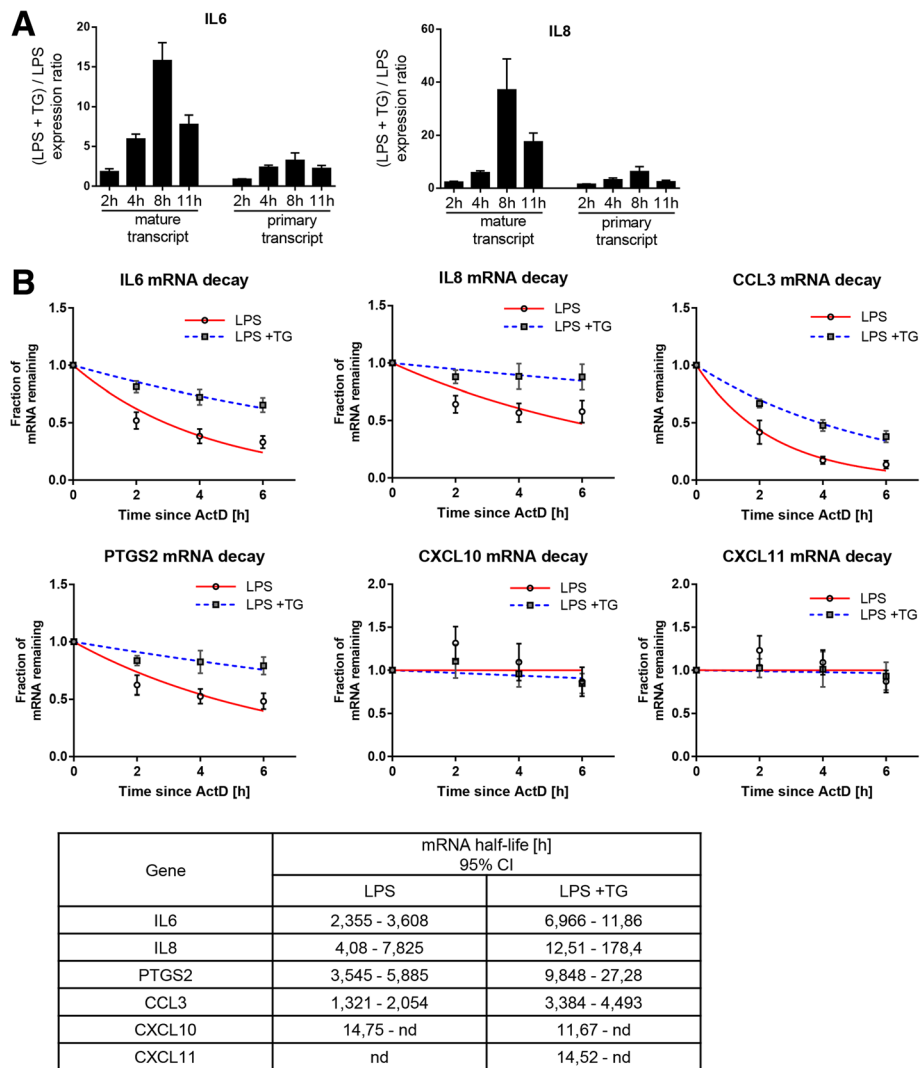 A
IL6
(LPS + TG) / LPS
expression ratio
20
15
10
5
0
2h 4h 8h 11h 2h 4h 8h 11h
mature
transcript
primary
transcript
IL8
(LPS + TG) / LPS
expression ratio
60
40
20
0
2h 4h 8h 11h 2h 4h 8h 11h
mature
transcript
primary
transcript
B
IL6 mRNA decay
LPS
LPS +TG
Fraction of
mRNA remaining
1.5
1.0
0.5
0.0
0 2 4 6
Time since ActD [h]
IL8 mRNA decay
LPS
LPS +TG
Fraction of
mRNA remaining
1.5
1.0
0.5
0.0
0 2 4 6
Time since ActD [h]
CCL3 mRNA decay
LPS
LPS +TG
Fraction of
mRNA remaining
1.5
1.0
0.5
0.0
0 2 4 6
Time since ActD [h]
PTGS2 mRNA decay
LPS
LPS +TG
Fraction of
mRNA remaining
1.5
1.0
0.5
0.0
0 2 4 6
Time since ActD [h]
CXCL10 mRNA decay
LPS
LPS +TG
Fraction of
mRNA remaining
2.0
1.5
1.0
0.5
0.0
0 2 4 6
Time since ActD [h]
CXCL11 mRNA decay
LPS
LPS +TG
Fraction of
mRNA remaining
2.0
1.5
1.0
0.5
0.0
0 2 4 6
Time since ActD [h]
Gene
mRNA half-life [h]
95% CI
LPS LPS +TG
IL6 2,355 - 3,608 6,966 - 11,86
IL8 4,08 - 7,825 12,51 - 178,4
PTGS2 3,545 - 5,885 9,848 - 27,28
CCL3 1,321 - 2,054 3,384 - 4,493
CXCL10 14,75 - nd 11,67 - nd
CXCL11 nd 14,52 - nd